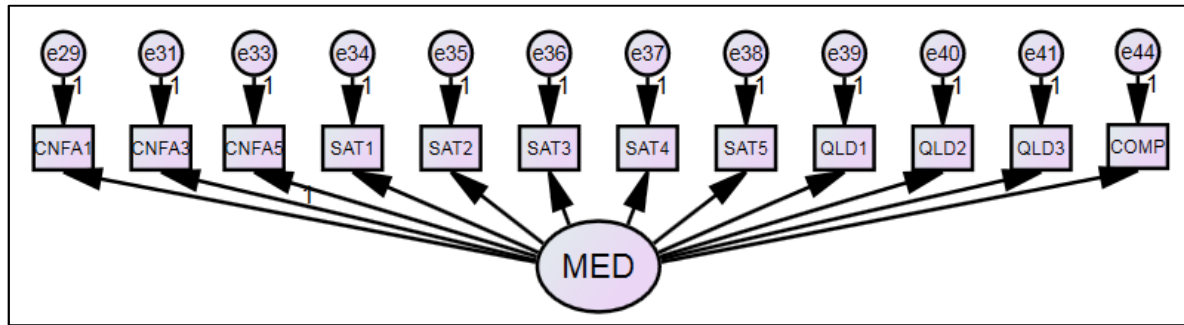 e29 e31 e33 e34 e35 e36 e37 e38 e39 e40 e41 e44
1 1 1 1 1 1 1 1 1 1 1 1
CNFA1 CNFA3 CNFA5 SAT1 SAT2 SAT3 SAT4 SAT5 QLD1 QLD2 QLD3 COMP
1
MED